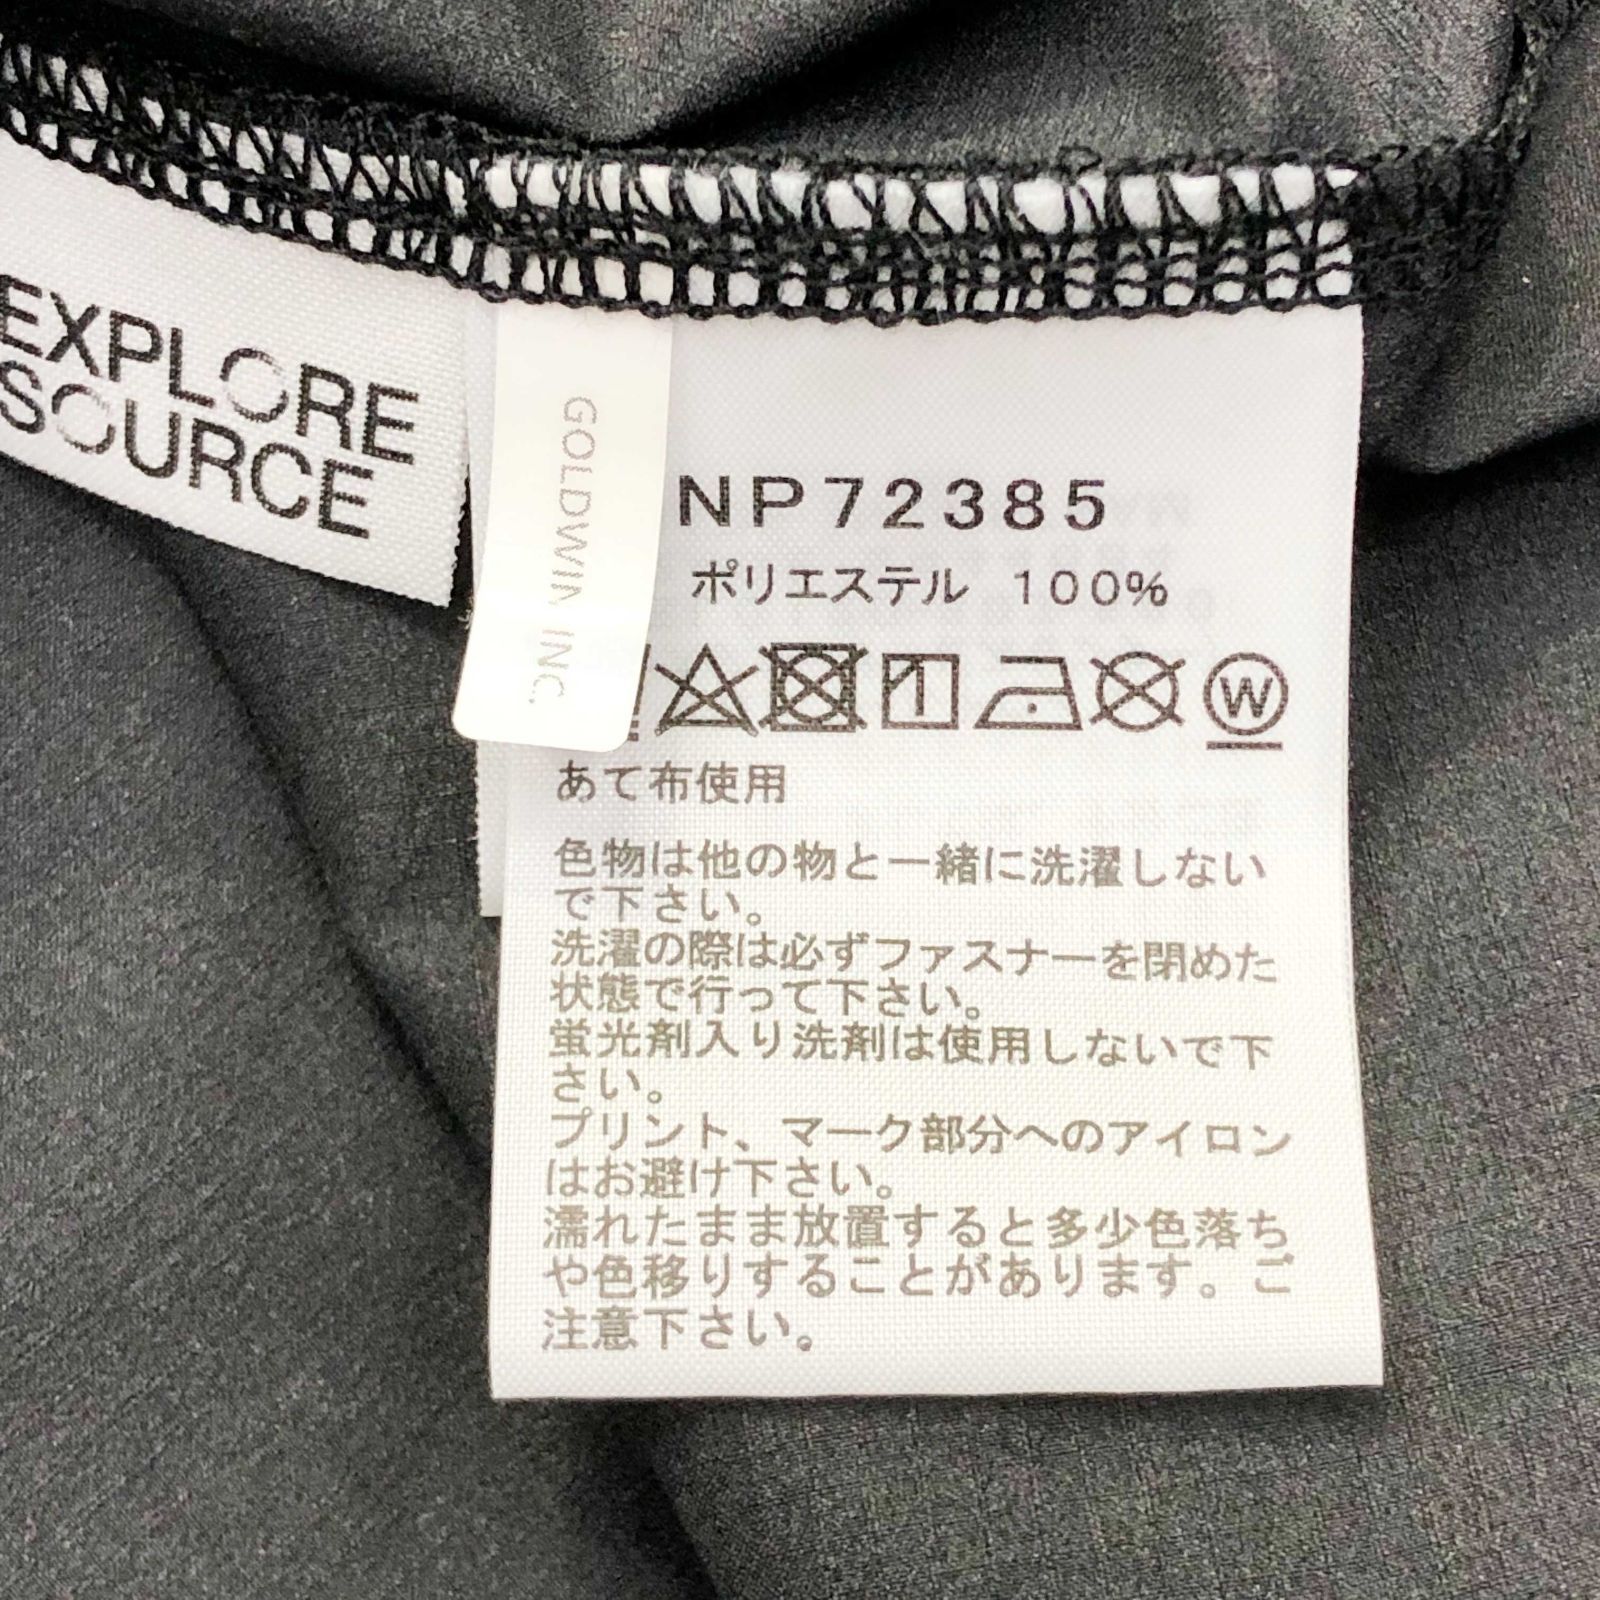 EXPLORE
SOURCE
GOLDWIN INC.
NP72385
ポリエステル 100%
W
あて布使用
色物は他の物と一緒に洗濯しない
で下さい。
洗濯の際は必ずファスナーを閉めた
状態で行って下さい。
蛍光剤入り洗剤は使用しないで下
さい。
プリント、マーク部分へのアイロン
はお避け下さい。
濡れたまま放置すると多少色落ち
や色移りすることがあります。ご
注意下さい。